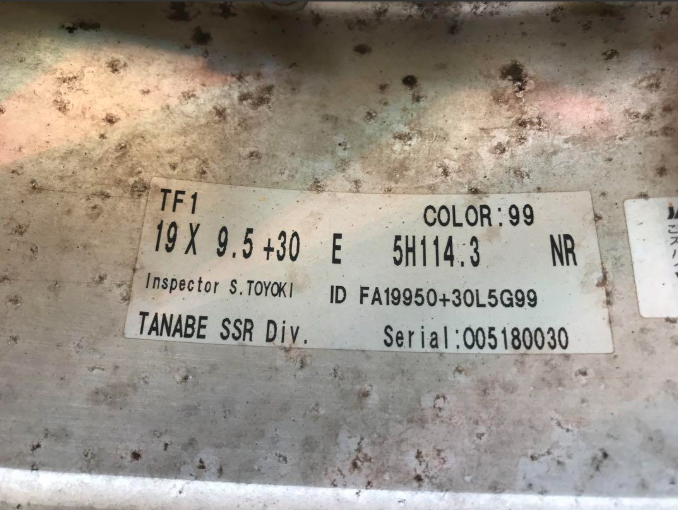 TF1 COLOR:99
19 X 9.5 +30 E 5H114.3 NR
Inspector S.TOYOKI ID FA19950+30L5G99
TANABE SSR Div. Serial:005180030